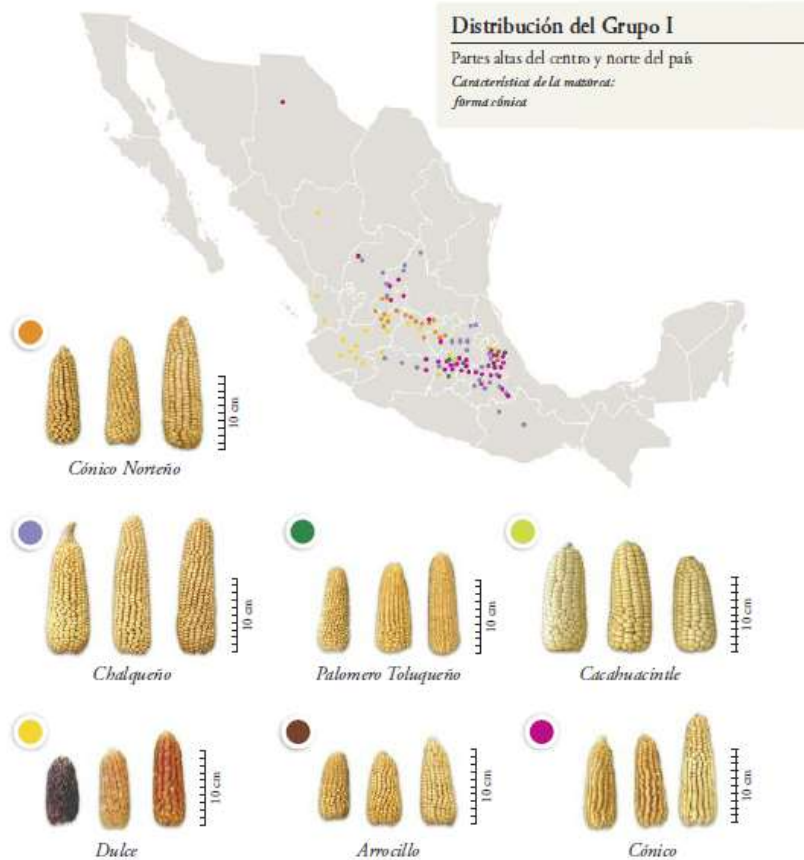 Distribución del Grupo I
Partes altas del centro y norte del país
Característica de la mazorca:
forma cónica
10 cm
Cónico Norteño
10 cm
Chalqueño
10 cm
Palomero Toluqueño
10 cm
Cacahuacintle
10 cm
Dulce
10 cm
Arrocillo
10 cm
Cónico